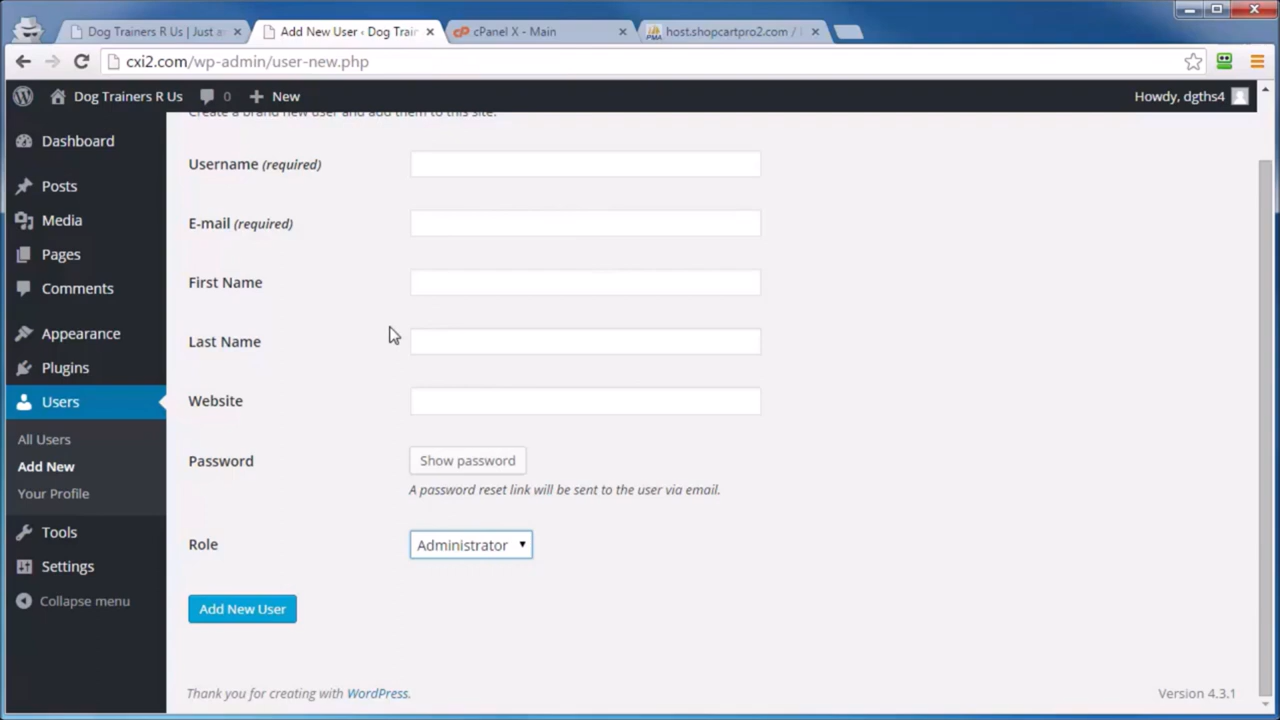 Dog Trainers R Us | Just a
Add New User ‹ Dog Train
cPanel X - Main
host.shopcartpro2.com /
cxi2.com/wp-admin/user-new.php
Dog Trainers R Us 0 New Howdy, dgths4
Create a brand new user and add them to this site.
Dashboard
Posts
Media
Pages
Comments
Appearance
Plugins
Users
All Users
Add New
Your Profile
Tools
Settings
Collapse menu
Username (required)
E-mail (required)
First Name
Last Name
Website
Password Show password
A password reset link will be sent to the user via email.
Role Administrator
Add New User
Thank you for creating with WordPress. Version 4.3.1